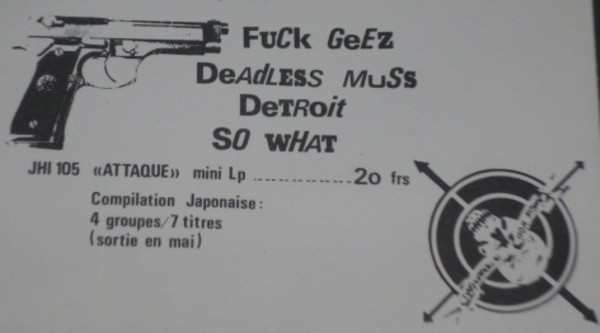 FuCk GeEz
DeAdLESS MuSS
DeTRoit
SO WHAT
JHI 105 «ATTAQUE» mini Lp .................. 20 frs
Compilation Japonaise:
4 groupes/7 titres
(sortie en mai)